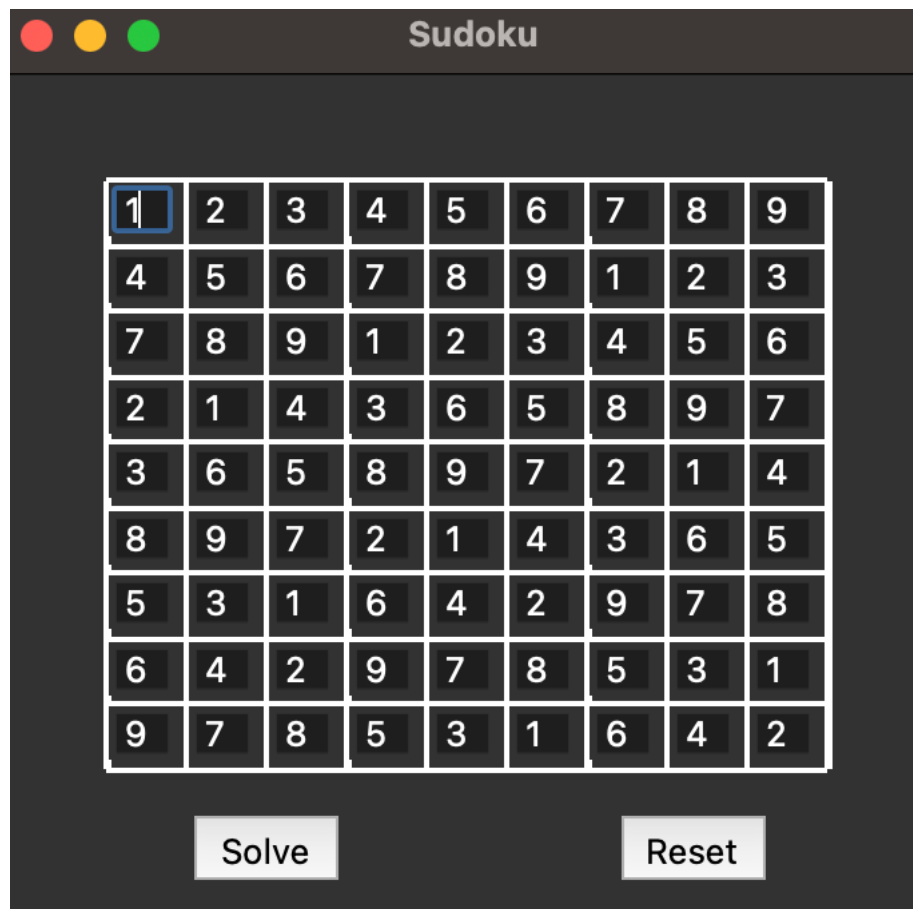 Sudoku
1 2 3 4 5 6 7 8 9
4 5 6 7 8 9 1 2 3
7 8 9 1 2 3 4 5 6
2 1 4 3 6 5 8 9 7
3 6 5 8 9 7 2 1 4
8 9 7 2 1 4 3 6 5
5 3 1 6 4 2 9 7 8
6 4 2 9 7 8 5 3 1
9 7 8 5 3 1 6 4 2
Solve Reset